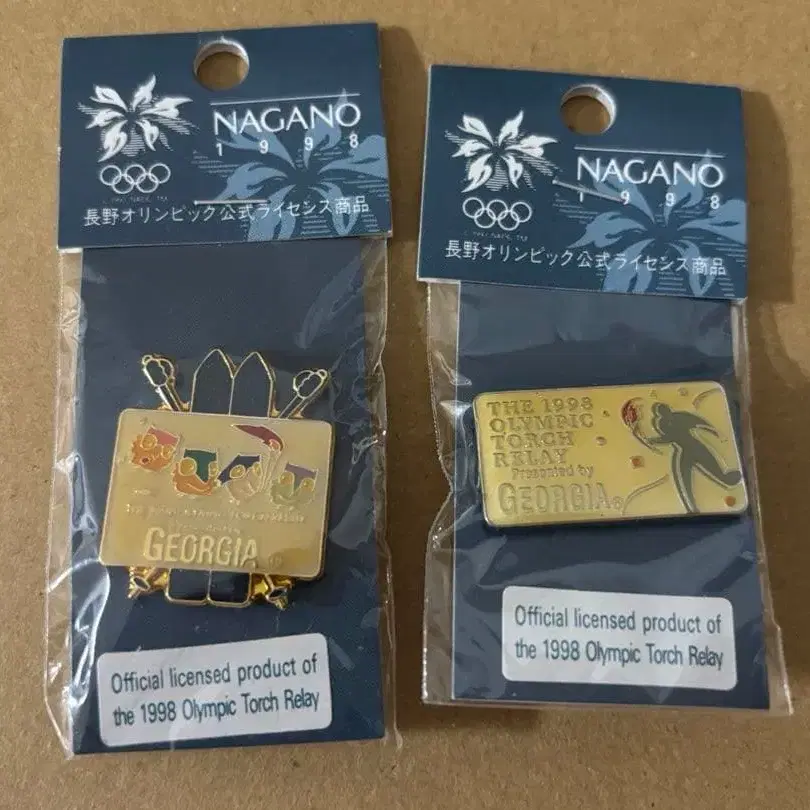 NAGANO
1 9 9 8
長野オリンピック公式ライセンス商品
GEORGIA®
Official licensed product of
the 1998 Olympic Torch Relay
NAGANO
1 9 9 8
長野オリンピック公式ライセンス商品
THE 1998
OLYMPIC
TORCH
RELAY
Presented by
GEORGIA®
Official licensed product of
the 1998 Olympic Torch Relay